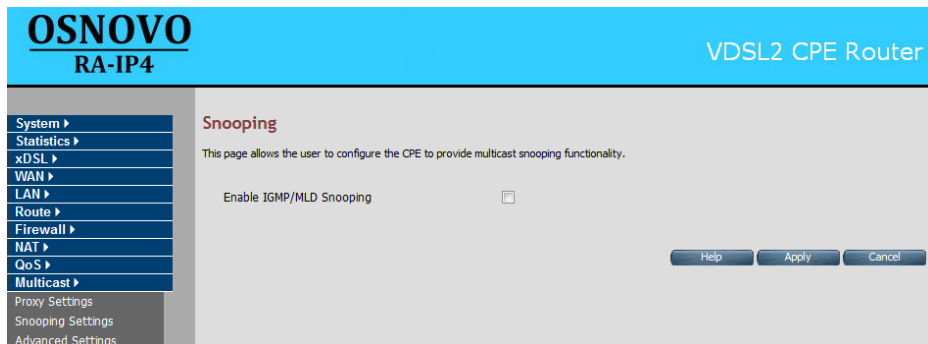 OSNOVO
RA-IP4
VDSL2 CPE Router
System
Statistics
xDSL
WAN
LAN
Route
Firewall
NAT
QoS
Multicast
Proxy Settings
Snooping Settings
Advanced Settings
Snooping
This page allows the user to configure the CPE to provide multicast snooping functionality.
Enable IGMP/MLD Snooping
Help Apply Cancel